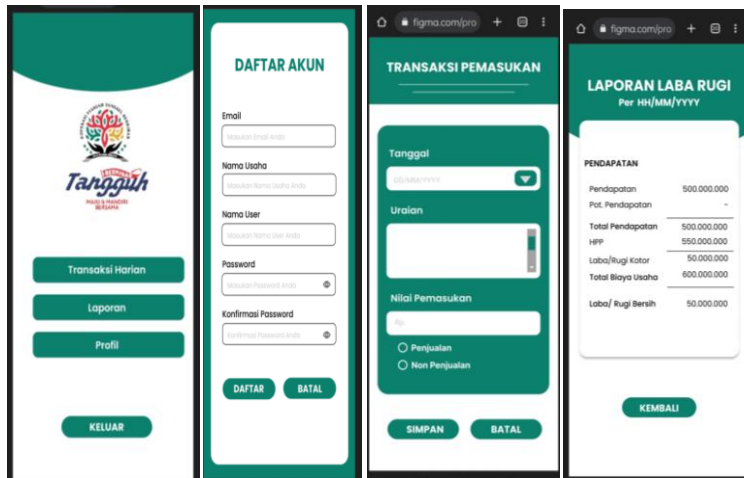 Tangguh
MAJU & MANDIRI
BERSAMA
Transaksi Harian
Laporan
Profil
KELUAR
DAFTAR AKUN
Email
Masukan Email Anda
Nama Usaha
Masukan Nama Usaha Anda
Nama User
Masukan Nama User Anda
Password
Masukan Password Anda
Konfirmasi Password
Konfirmasi Password Anda
DAFTAR BATAL
figma.com/pro
TRANSAKSI PEMASUKAN
Tanggal
DD/MM/YYYY
Uraian
Nilai Pemasukan
Rp.
Penjualan
Non Penjualan
SIMPAN BATAL
figma.com/pro
LAPORAN LABA RUGI
Per HH/MM/YYYY
PENDAPATAN
Pendapatan 500.000.000
Pot. Pendapatan -
Total Pendapatan 500.000.000
HPP 550.000.000
Laba/Rugi Kotor 50.000.000
Total Biaya Usaha 600.000.000
Laba/ Rugi Bersih 50.000.000
KEMBALI